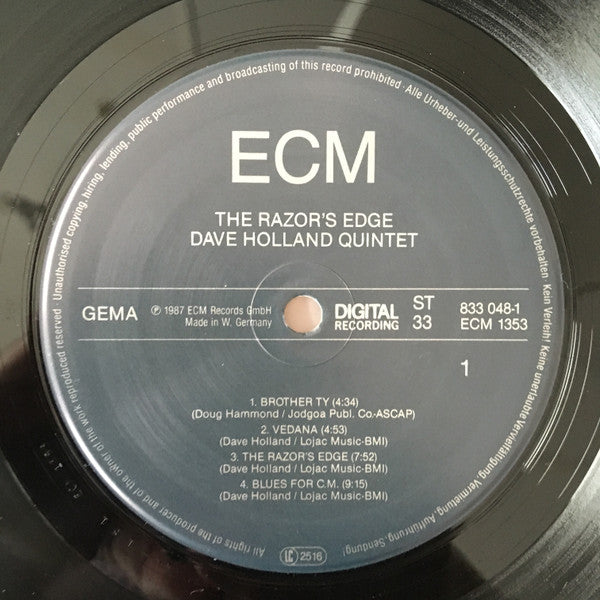 ECM
THE RAZOR'S EDGE
DAVE HOLLAND QUINTET
GEMA
℗ 1987 ECM Records GmbH
Made in W. Germany
DIGITAL
RECORDING
ST
33
833 048-1
ECM 1353
1
1. BROTHER TY (4:34)
(Doug Hammond / Jodgoa Publ. Co.-ASCAP)
2. VEDANA (4:53)
(Dave Holland / Lojac Music-BMI)
3. THE RAZOR'S EDGE (7:52)
(Dave Holland / Lojac Music-BMI)
4. BLUES FOR C.M. (9:15)
(Dave Holland / Lojac Music-BMI)
LC 2516
All rights of the producer and of the owner of the work reproduced reserved · Unauthorised copying, hiring, lending, public performance and broadcasting of this record prohibited · Alle Urheber-und Leistungsschutzrechte vorbehalten · Kein Verleih! Keine unerlaubte Vervielfältigung, Vermietung, Aufführung, Sendung!